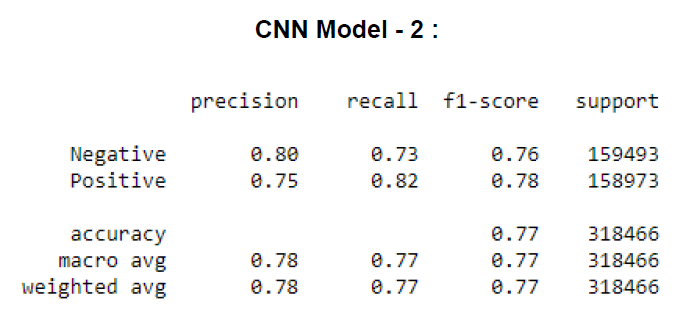 CNN Model - 2 :
precision recall f1-score support
Negative 0.80 0.73 0.76 159493
Positive 0.75 0.82 0.78 158973
accuracy 0.77 318466
macro avg 0.78 0.77 0.77 318466
weighted avg 0.78 0.77 0.77 318466